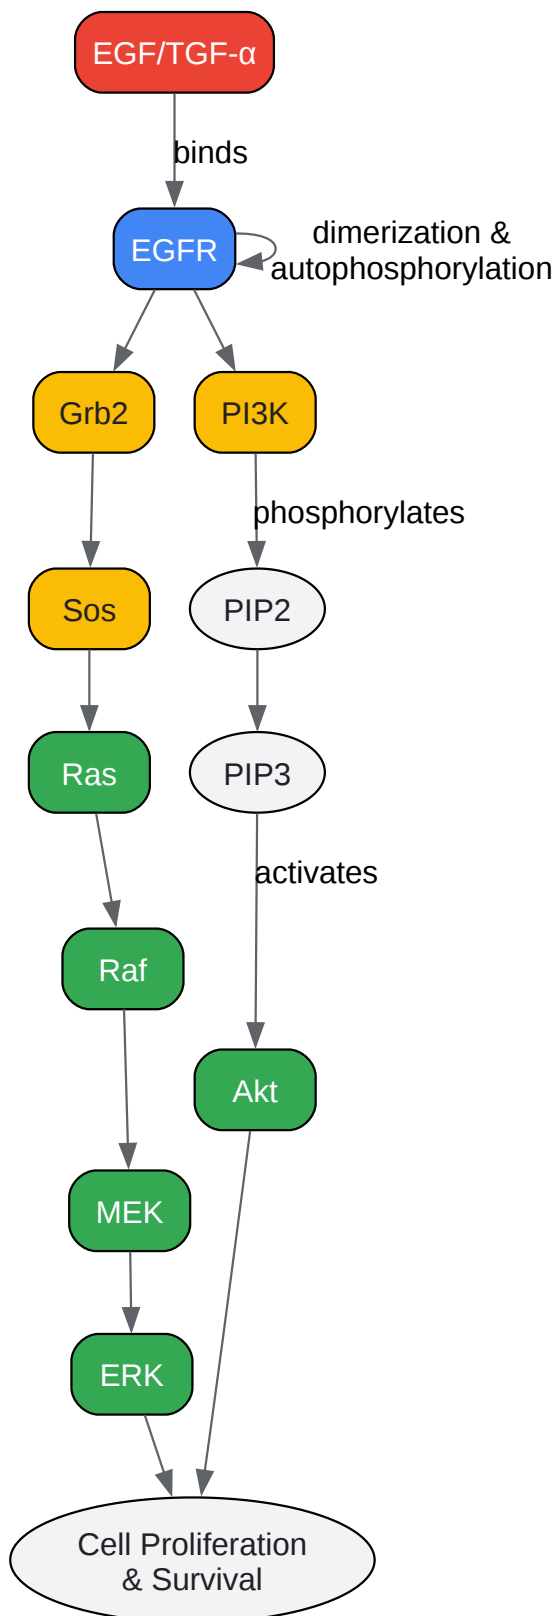 EGF/TGF-α
binds
EGFR
dimerization &
autophosphorylation
Grb2
PI3K
phosphorylates
Sos
PIP2
Ras
PIP3
activates
Raf
Akt
MEK
ERK
Cell Proliferation
& Survival